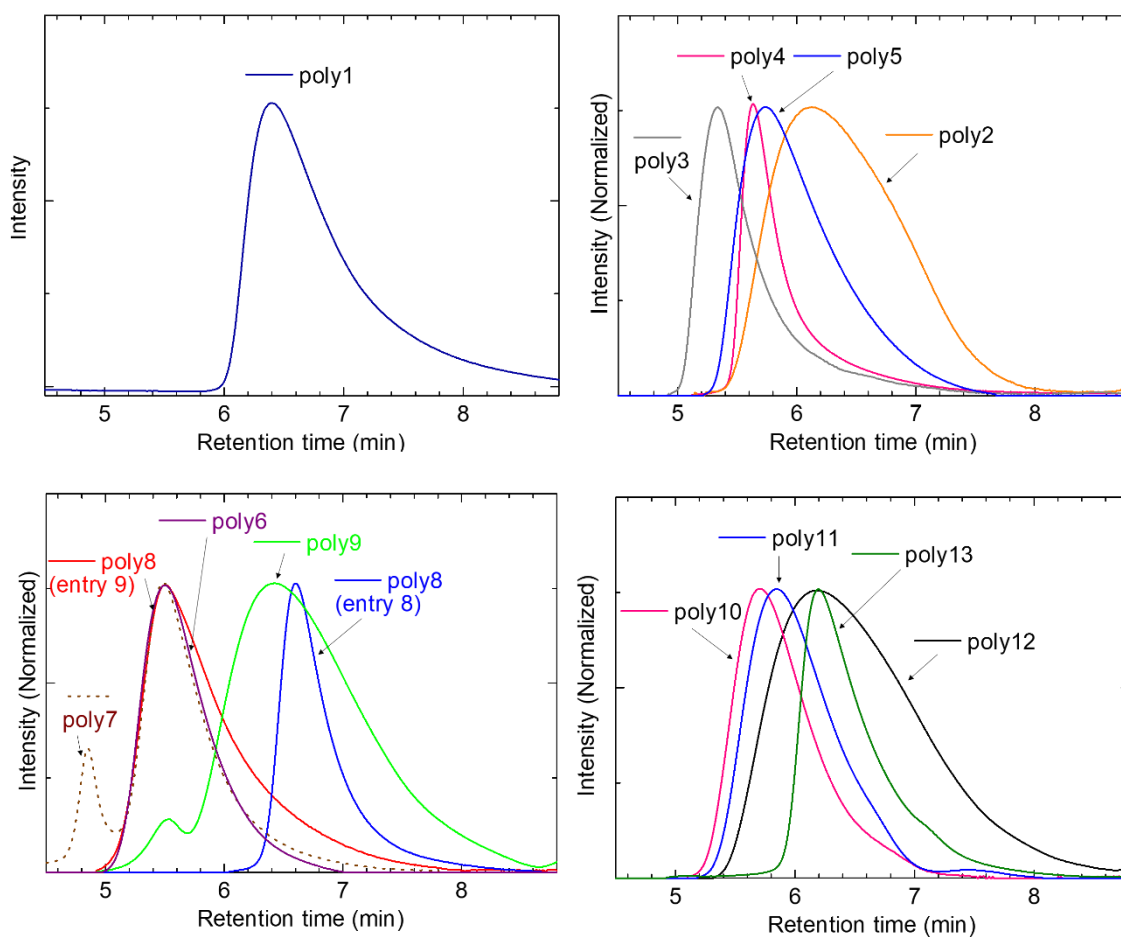 poly1
Intensity
5 6 7 8
Retention time (min)
poly4 poly5
poly3
poly2
Intensity (Normalized)
5 6 7 8
Retention time (min)
poly6
poly8
(entry 9)
poly9
poly8
(entry 8)
poly7
Intensity (Normalized)
5 6 7 8
Retention time (min)
poly11
poly13
poly10
poly12
Intensity (Normalized)
5 6 7 8
Retention time (min)